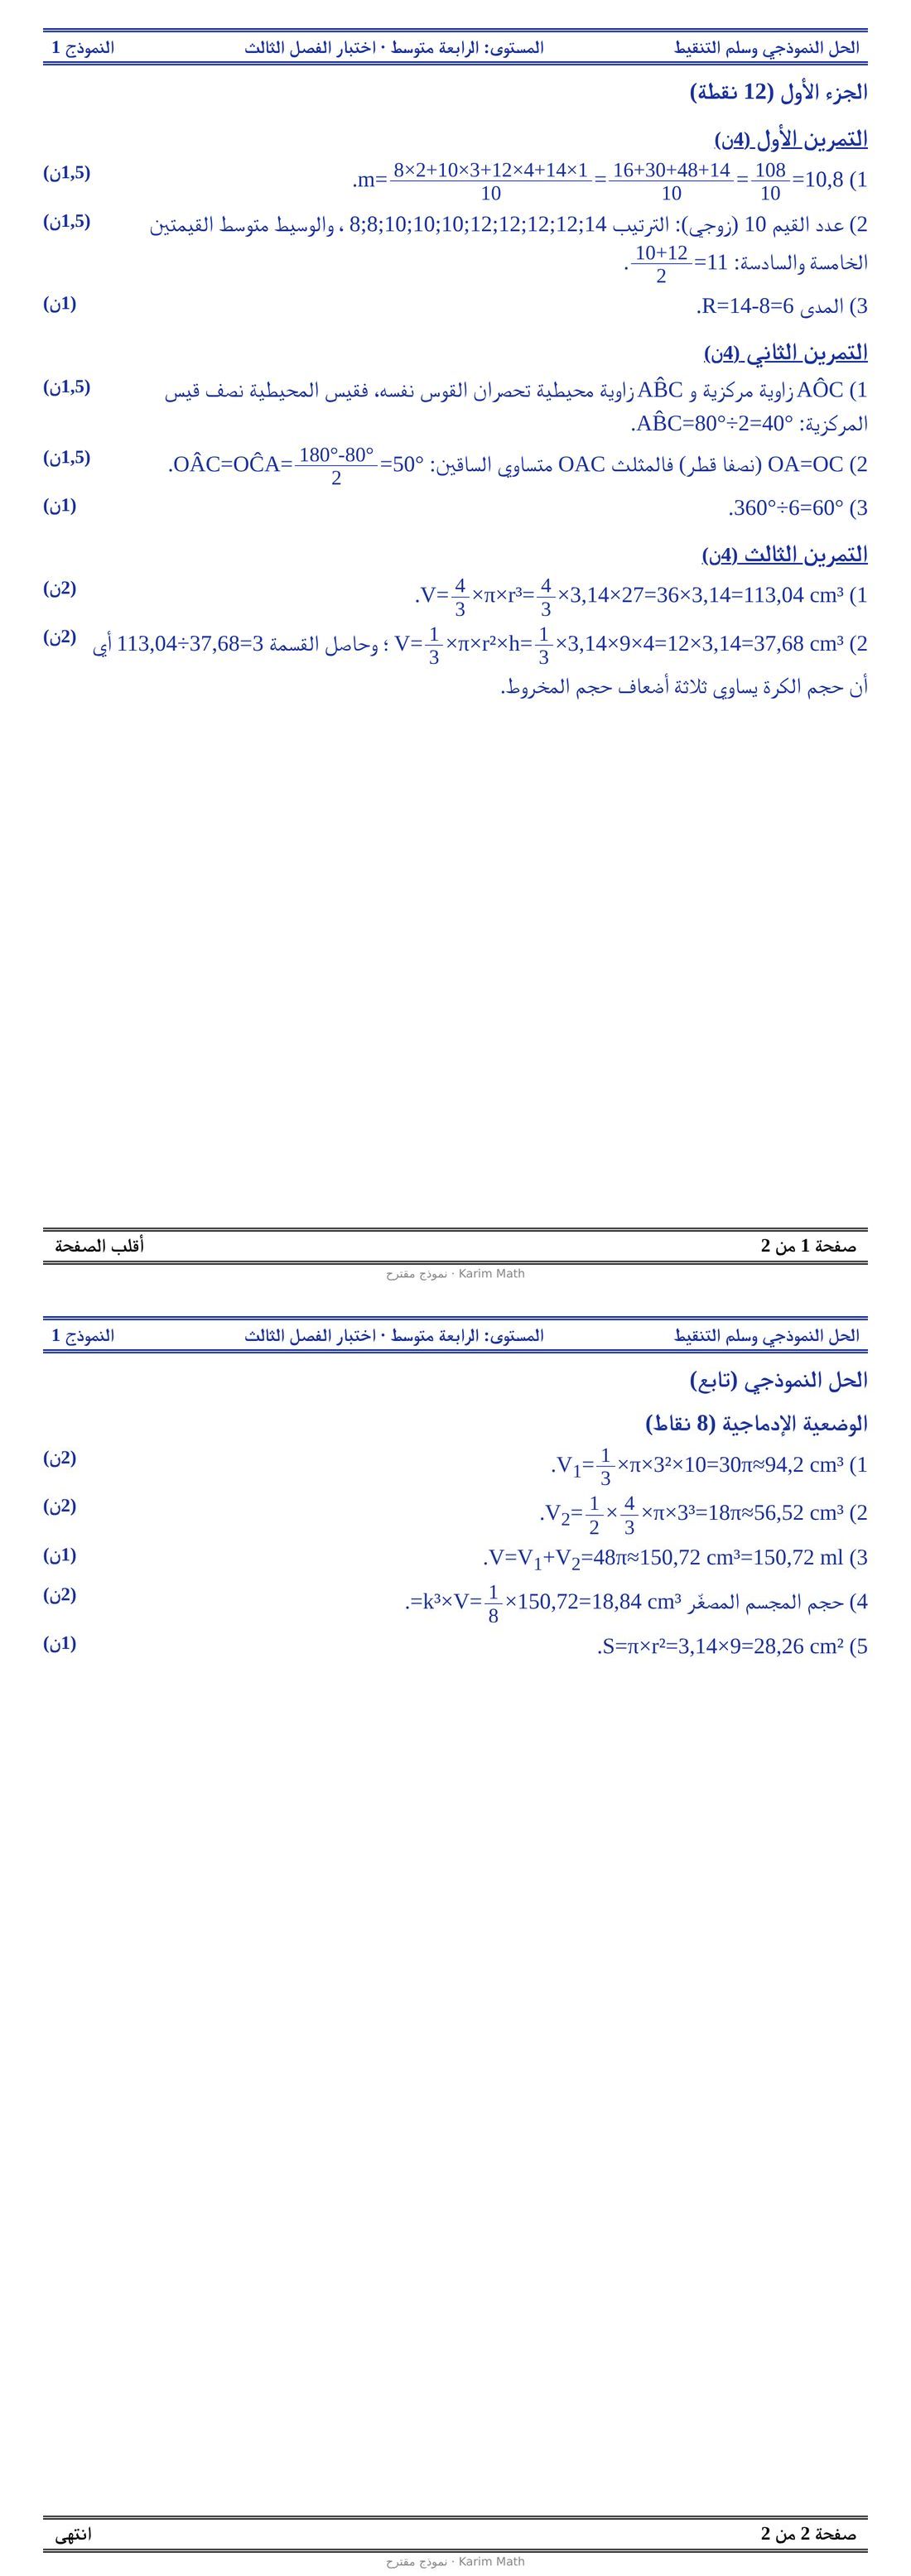 الحل النموذجي وسلم التنقيط المستوى: الرابعة متوسط · اختبار الفصل الثالث النموذج 1
الجزء الأول (12 نقطة)
التمرين الأول (4ن)
1) m=(8×2+10×3+12×4+14×1)/10=(16+30+48+14)/10=108/10=10,8. (1,5ن)
2) عدد القيم 10 (زوجي): الترتيب 8;8;10;10;10;12;12;12;12;14 ، والوسيط متوسط القيمتين (1,5ن)
الخامسة والسادسة: (10+12)/2=11.
3) المدى R=14-8=6. (1ن)
التمرين الثاني (4ن)
1) AÔC زاوية مركزية و AB̂C زاوية محيطية تحصران القوس نفسه، فقيس المحيطية نصف قيس (1,5ن)
المركزية: AB̂C=80°÷2=40°.
2) OA=OC (نصفا قطر) فالمثلث OAC متساوي الساقين: OÂC=OĈA=(180°-80°)/2=50°. (1,5ن)
3) 360°÷6=60°. (1ن)
التمرين الثالث (4ن)
1) V=4/3×π×r³=4/3×3,14×27=36×3,14=113,04 cm³. (2ن)
2) V=1/3×π×r²×h=1/3×3,14×9×4=12×3,14=37,68 cm³ ؛ وحاصل القسمة 113,04÷37,68=3 أي (2ن)
أن حجم الكرة يساوي ثلاثة أضعاف حجم المخروط.
صفحة 1 من 2 أقلب الصفحة
Karim Math · نموذج مقترح
الحل النموذجي وسلم التنقيط المستوى: الرابعة متوسط · اختبار الفصل الثالث النموذج 1
الحل النموذجي (تابع)
الوضعية الإدماجية (8 نقاط)
1) V₁=1/3×π×3²×10=30π≈94,2 cm³. (2ن)
2) V₂=1/2×4/3×π×3³=18π≈56,52 cm³. (2ن)
3) V=V₁+V₂=48π≈150,72 cm³=150,72 ml. (1ن)
4) حجم المجسم المصغّر =k³×V=1/8×150,72=18,84 cm³. (2ن)
5) S=π×r²=3,14×9=28,26 cm². (1ن)
صفحة 2 من 2 انتهى
Karim Math · نموذج مقترح